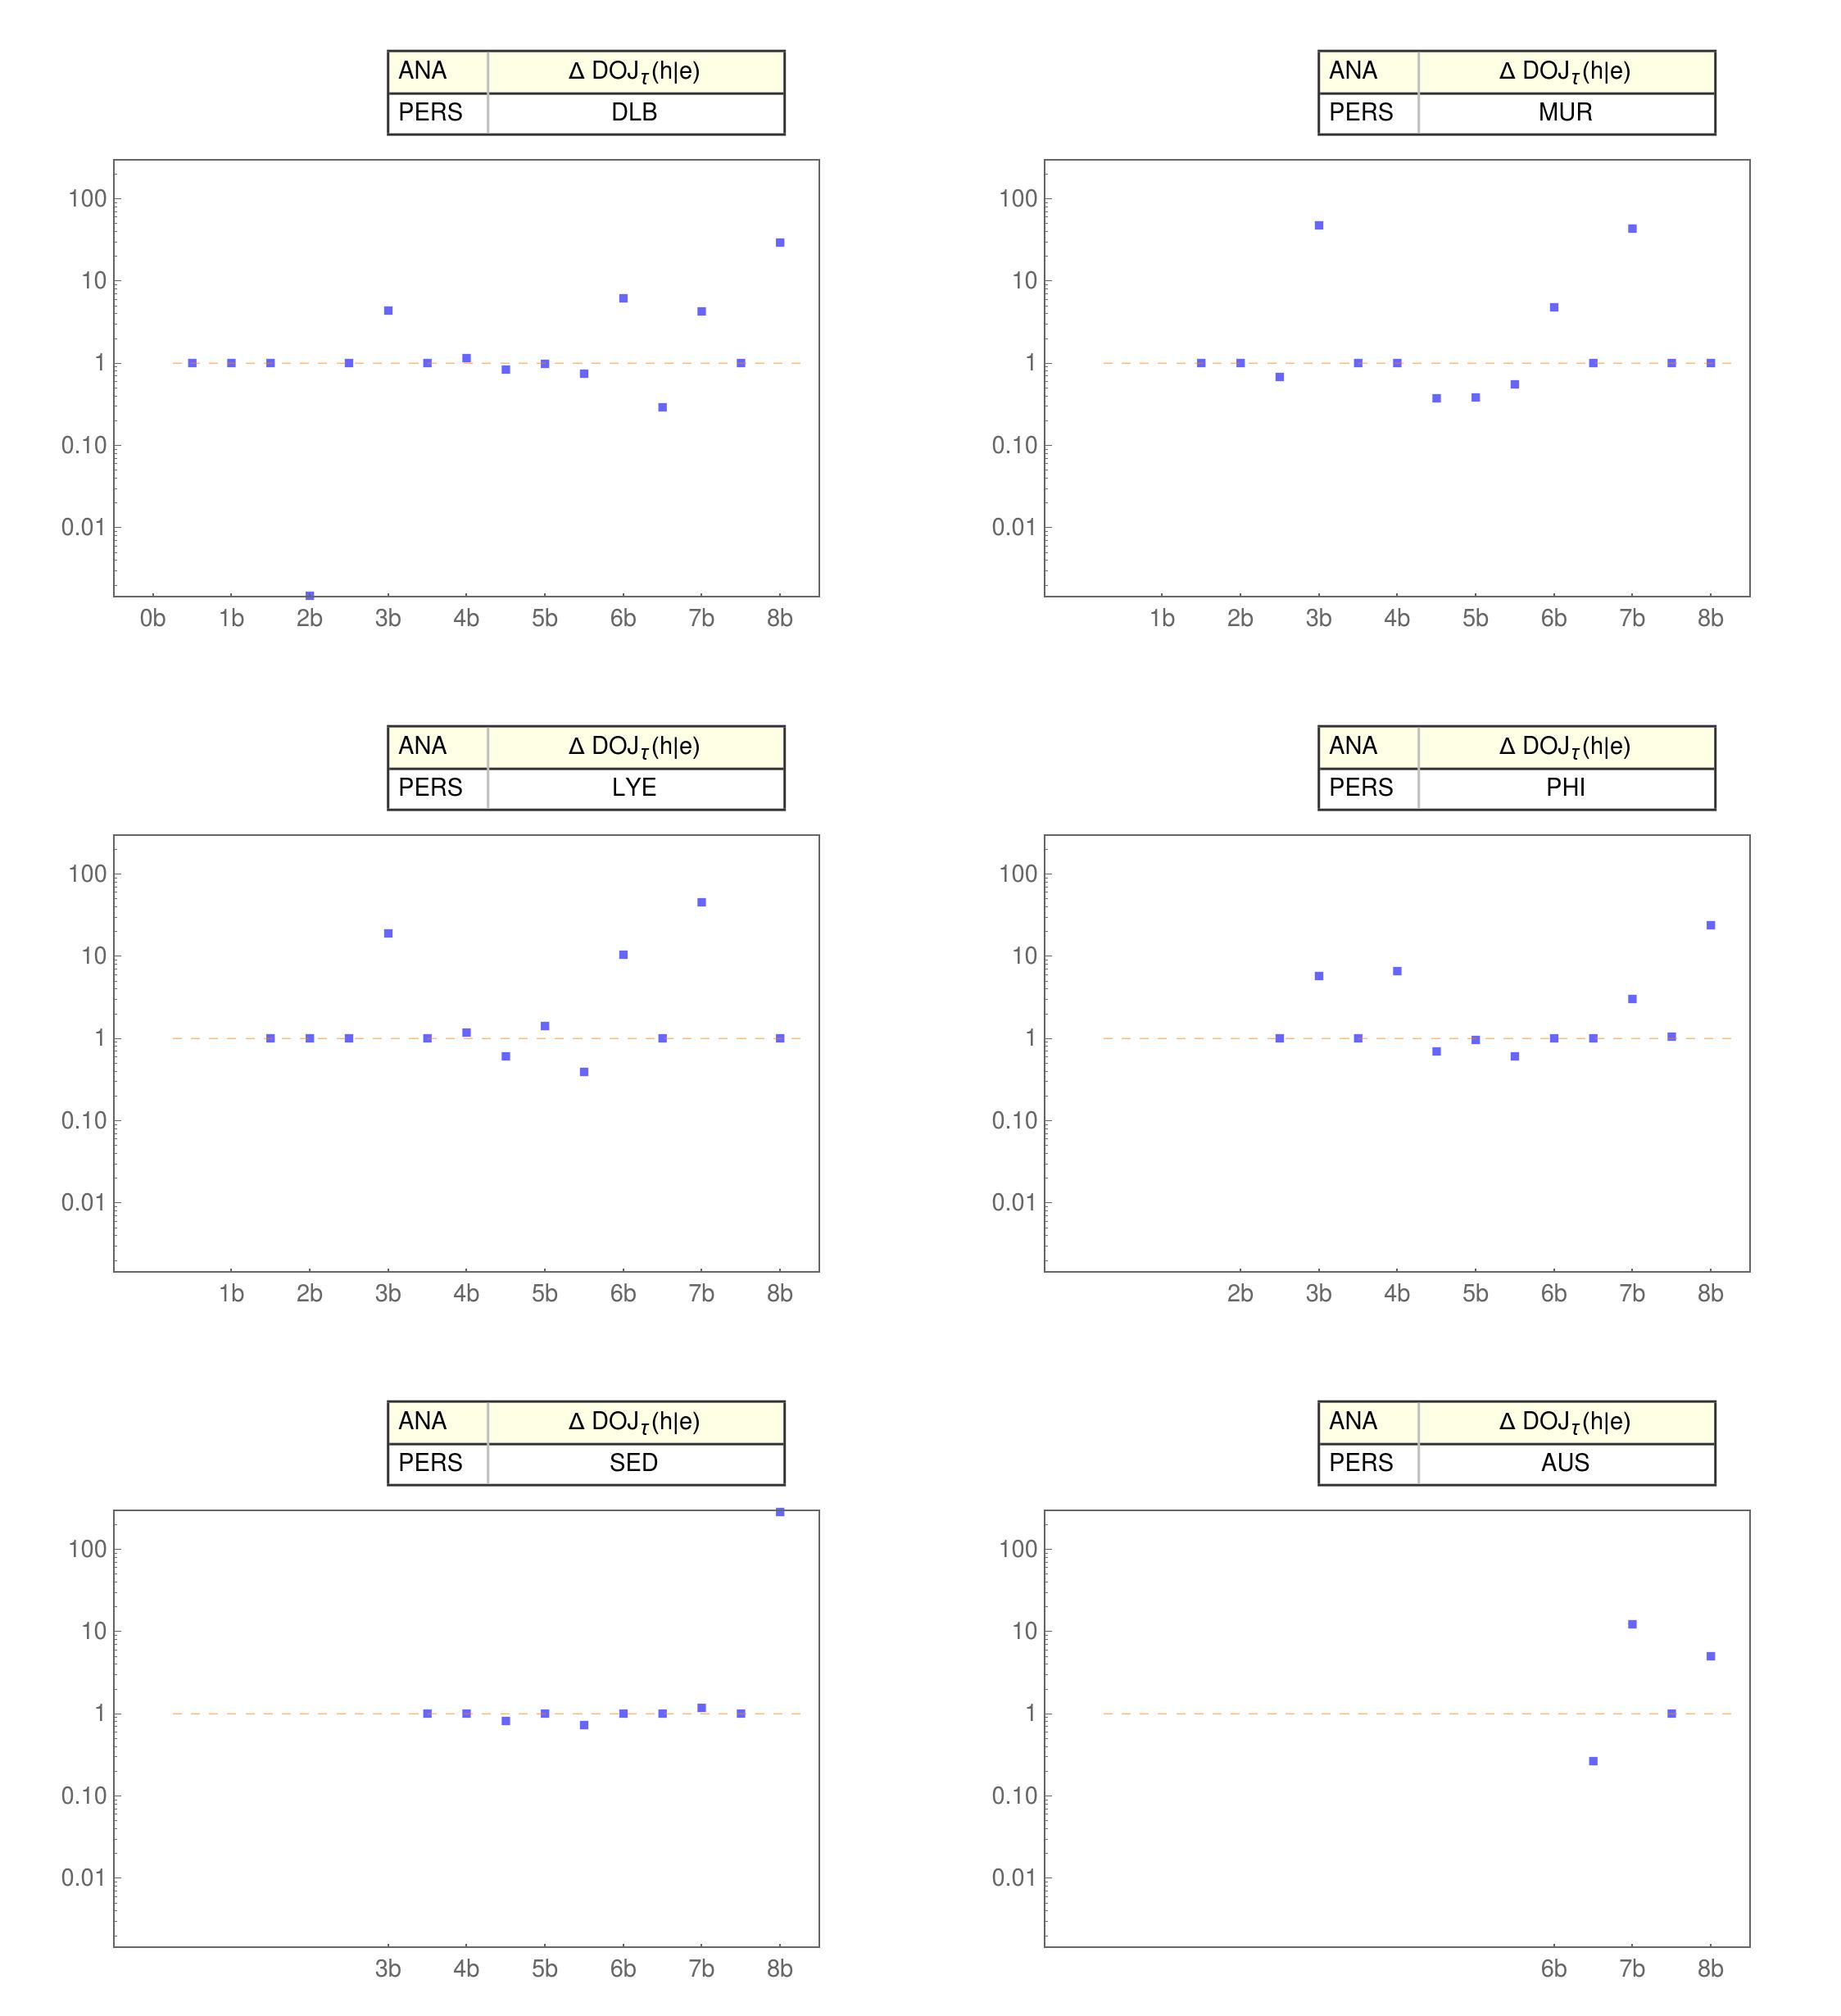 ANA Δ DOJτ(h|e)
PERS DLB
100
10
1
0.10
0.01
0b 1b 2b 3b 4b 5b 6b 7b 8b
ANA Δ DOJτ(h|e)
PERS MUR
100
10
1
0.10
0.01
1b 2b 3b 4b 5b 6b 7b 8b
ANA Δ DOJτ(h|e)
PERS LYE
100
10
1
0.10
0.01
1b 2b 3b 4b 5b 6b 7b 8b
ANA Δ DOJτ(h|e)
PERS PHI
100
10
1
0.10
0.01
2b 3b 4b 5b 6b 7b 8b
ANA Δ DOJτ(h|e)
PERS SED
100
10
1
0.10
0.01
3b 4b 5b 6b 7b 8b
ANA Δ DOJτ(h|e)
PERS AUS
100
10
1
0.10
0.01
6b 7b 8b